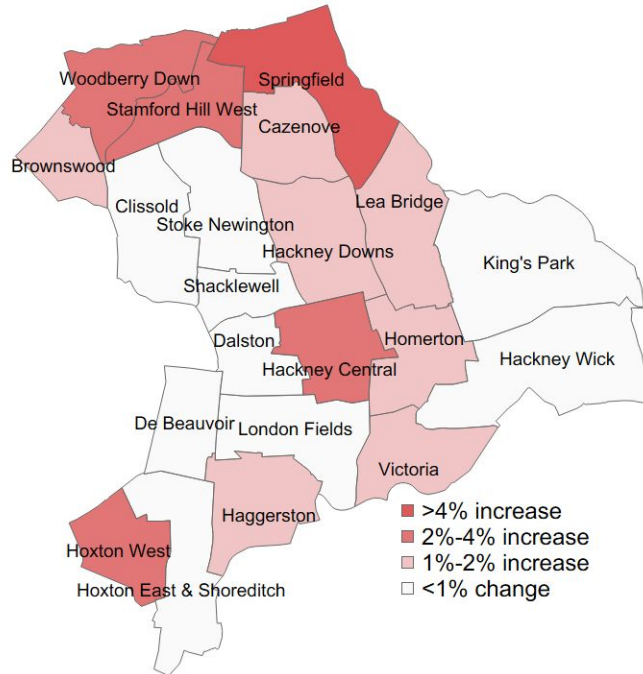 Woodberry Down
Springfield
Stamford Hill West
Cazenove
Brownswood
Lea Bridge
Clissold
Stoke Newington
Hackney Downs
King's Park
Shacklewell
Dalston
Homerton
Hackney Central
Hackney Wick
De Beauvoir
London Fields
Victoria
Haggerston
Hoxton West
Hoxton East & Shoreditch
>4% increase
2%-4% increase
1%-2% increase
<1% change